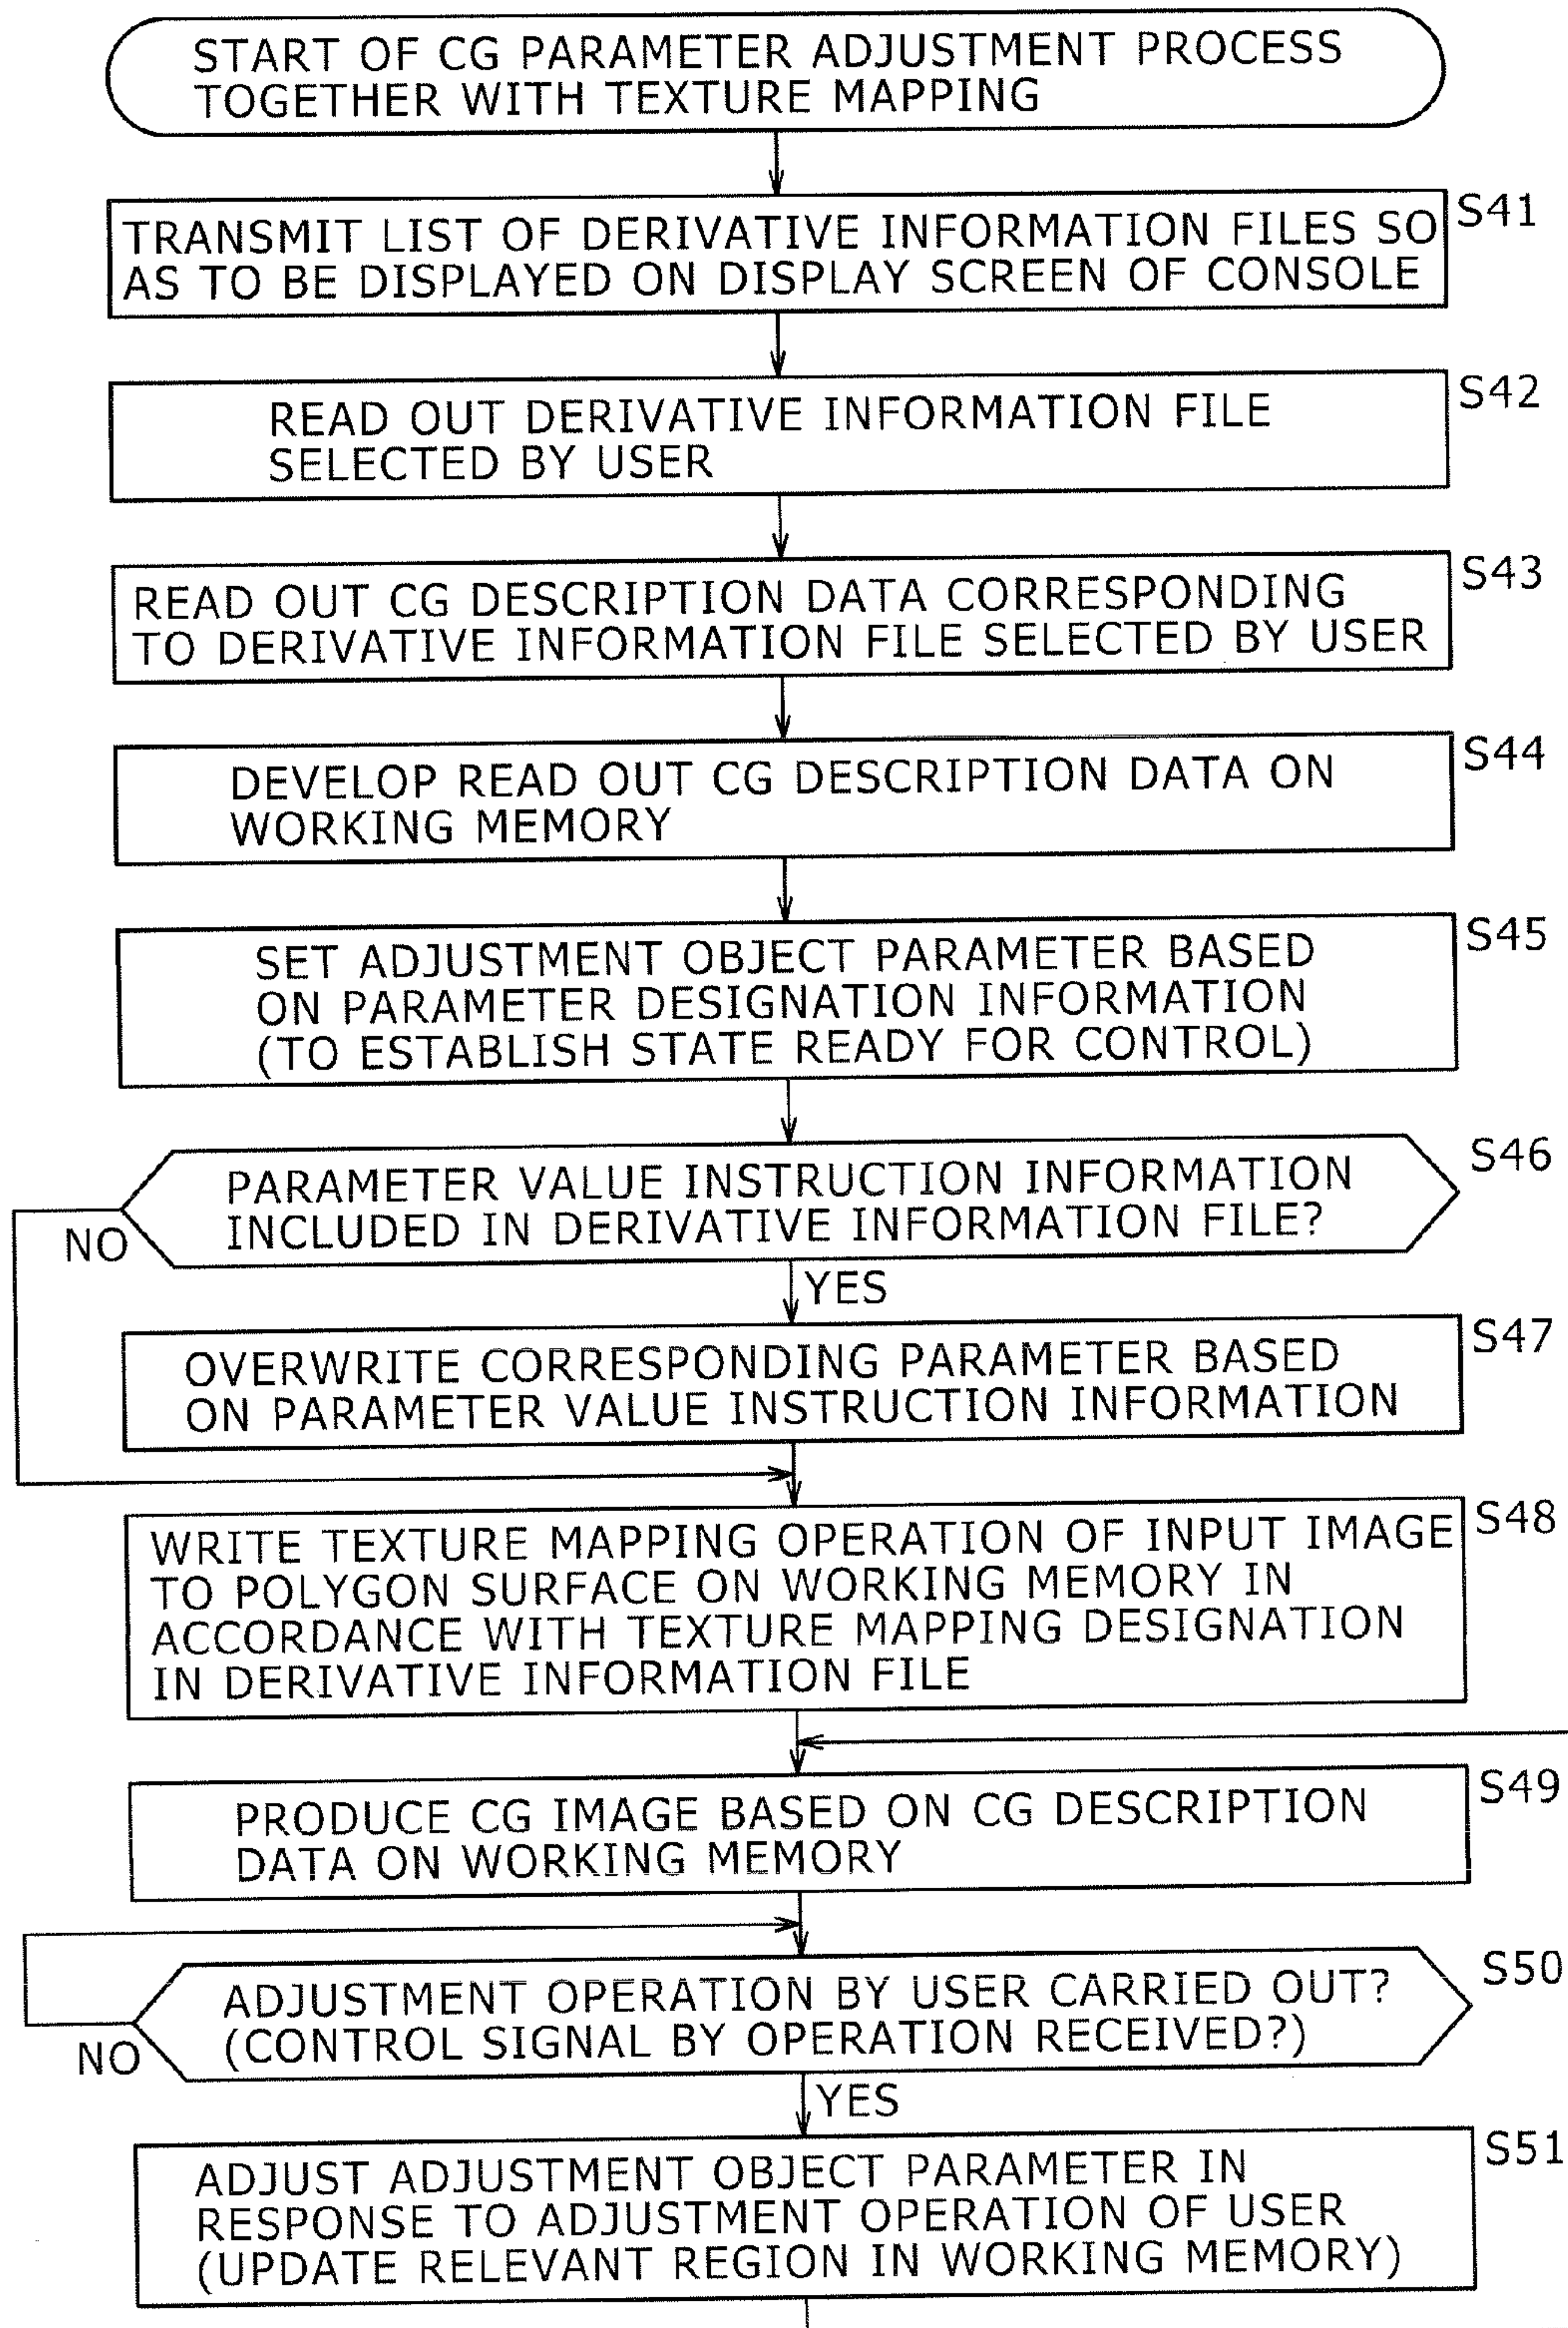 START OF CG PARAMETER ADJUSTMENT PROCESS
TOGETHER WITH TEXTURE MAPPING
S41
TRANSMIT LIST OF DERIVATIVE INFORMATION FILES SO
AS TO BE DISPLAYED ON DISPLAY SCREEN OF CONSOLE
S42
READ OUT DERIVATIVE INFORMATION FILE
SELECTED BY USER
S43
READ OUT CG DESCRIPTION DATA CORRESPONDING
TO DERIVATIVE INFORMATION FILE SELECTED BY USER
S44
DEVELOP READ OUT CG DESCRIPTION DATA ON
WORKING MEMORY
S45
SET ADJUSTMENT OBJECT PARAMETER BASED
ON PARAMETER DESIGNATION INFORMATION
(TO ESTABLISH STATE READY FOR CONTROL)
S46
PARAMETER VALUE INSTRUCTION INFORMATION
INCLUDED IN DERIVATIVE INFORMATION FILE?
NO
YES
S47
OVERWRITE CORRESPONDING PARAMETER BASED
ON PARAMETER VALUE INSTRUCTION INFORMATION
S48
WRITE TEXTURE MAPPING OPERATION OF INPUT IMAGE
TO POLYGON SURFACE ON WORKING MEMORY IN
ACCORDANCE WITH TEXTURE MAPPING DESIGNATION
IN DERIVATIVE INFORMATION FILE
S49
PRODUCE CG IMAGE BASED ON CG DESCRIPTION
DATA ON WORKING MEMORY
S50
ADJUSTMENT OPERATION BY USER CARRIED OUT?
(CONTROL SIGNAL BY OPERATION RECEIVED?)
NO
YES
S51
ADJUST ADJUSTMENT OBJECT PARAMETER IN
RESPONSE TO ADJUSTMENT OPERATION OF USER
(UPDATE RELEVANT REGION IN WORKING MEMORY)